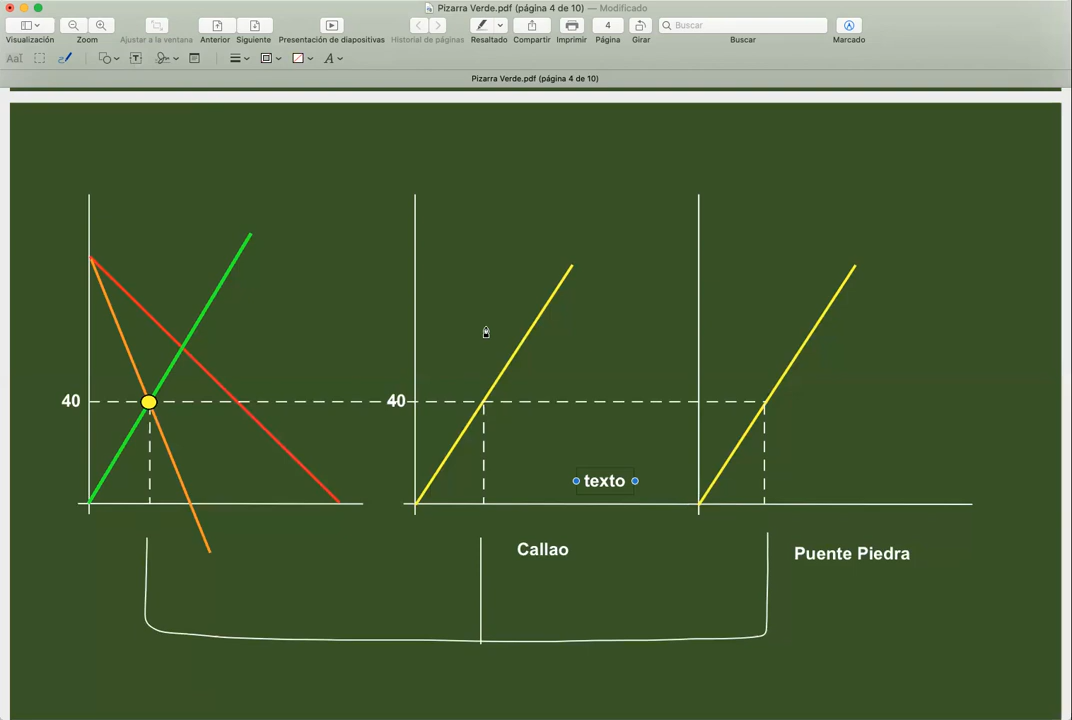 Pizarra Verde.pdf (página 4 de 10) — Modificado
4
Buscar
Visualización
Zoom
Ajustar a la ventana
Anterior
Siguiente
Presentación de diapositivas
Historial de páginas
Resaltado
Compartir
Imprimir
Página
Girar
Buscar
Marcado
AaI
T
A
Pizarra Verde.pdf (página 4 de 10)
40
40
texto
Callao
Puente Piedra